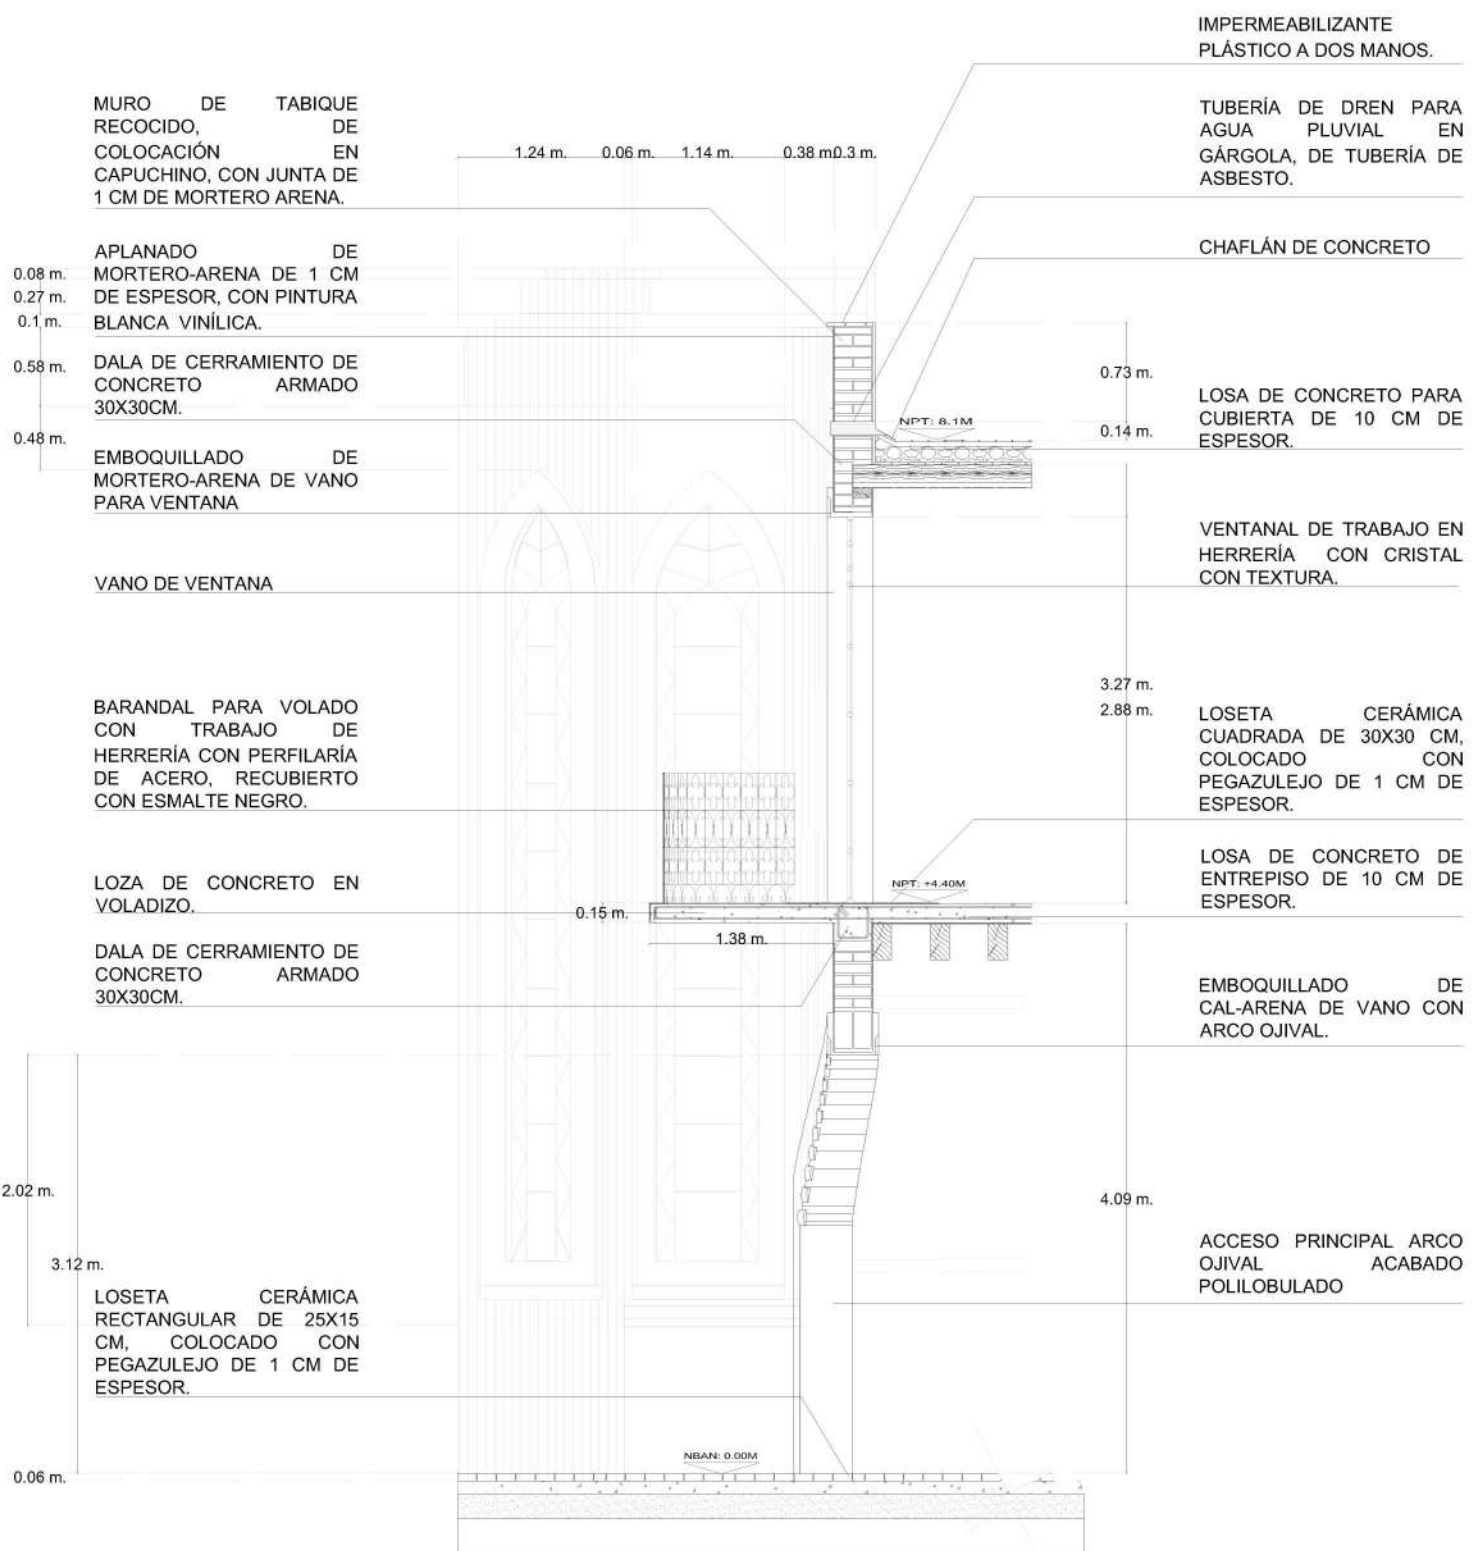 IMPERMEABILIZANTE
PLÁSTICO A DOS MANOS.
MURO DE TABIQUE
RECOCIDO, DE
COLOCACIÓN EN
CAPUCHINO, CON JUNTA DE
1 CM DE MORTERO ARENA.
TUBERÍA DE DREN PARA
AGUA PLUVIAL EN
GÁRGOLA, DE TUBERÍA DE
ASBESTO.
1.24 m. 0.06 m. 1.14 m. 0.38 m. 0.3 m.
CHAFLÁN DE CONCRETO
APLANADO DE
MORTERO-ARENA DE 1 CM
DE ESPESOR, CON PINTURA
BLANCA VINÍLICA.
0.08 m.
0.27 m.
0.1 m.
0.58 m.
0.48 m.
DALA DE CERRAMIENTO DE
CONCRETO ARMADO
30X30CM.
0.73 m.
0.14 m.
NPT: 8.1M
LOSA DE CONCRETO PARA
CUBIERTA DE 10 CM DE
ESPESOR.
EMBOQUILLADO DE
MORTERO-ARENA DE VANO
PARA VENTANA
VENTANAL DE TRABAJO EN
HERRERÍA CON CRISTAL
CON TEXTURA.
VANO DE VENTANA
3.27 m.
2.88 m.
BARANDAL PARA VOLADO
CON TRABAJO DE
HERRERÍA CON PERFILARÍA
DE ACERO, RECUBIERTO
CON ESMALTE NEGRO.
LOSETA CERÁMICA
CUADRADA DE 30X30 CM,
COLOCADO CON
PEGAZULEJO DE 1 CM DE
ESPESOR.
LOZA DE CONCRETO EN
VOLADIZO.
0.15 m.
1.38 m.
NPT: +4.40M
LOSA DE CONCRETO DE
ENTREPISO DE 10 CM DE
ESPESOR.
DALA DE CERRAMIENTO DE
CONCRETO ARMADO
30X30CM.
EMBOQUILLADO DE
CAL-ARENA DE VANO CON
ARCO OJIVAL.
2.02 m.
3.12 m.
4.09 m.
ACCESO PRINCIPAL ARCO
OJIVAL ACABADO
POLILOBULADO
LOSETA CERÁMICA
RECTANGULAR DE 25X15
CM, COLOCADO CON
PEGAZULEJO DE 1 CM DE
ESPESOR.
NBAN: 0.00M
0.06 m.